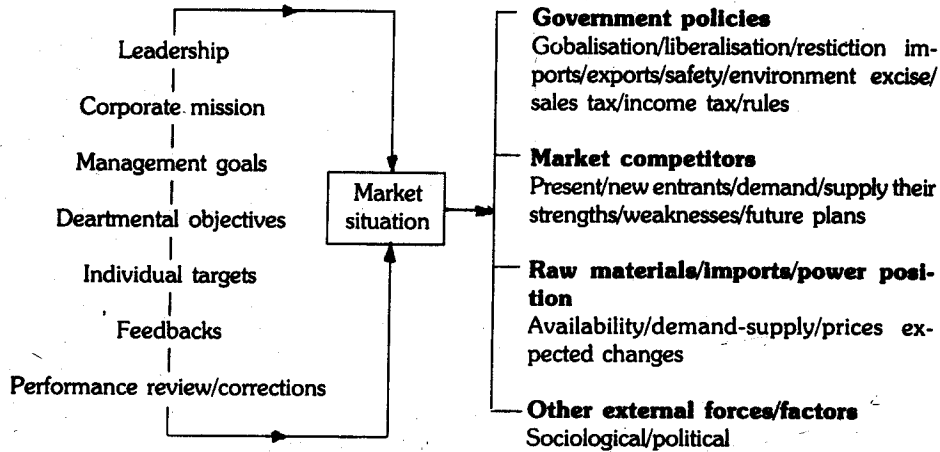 Leadership
Corporate mission
Management goals
Deartmental objectives
Individual targets
Feedbacks
Performance review/corrections
Market
situation
Government policies
Gobalisation/liberalisation/restiction im-
ports/exports/safety/environment excise/
sales tax/income tax/rules
Market competitors
Present/new entrants/demand/supply their
strengths/weaknesses/future plans
Raw materials/imports/power posi-
tion
Availability/demand-supply/prices ex-
pected changes
Other external forces/factors
Sociological/political